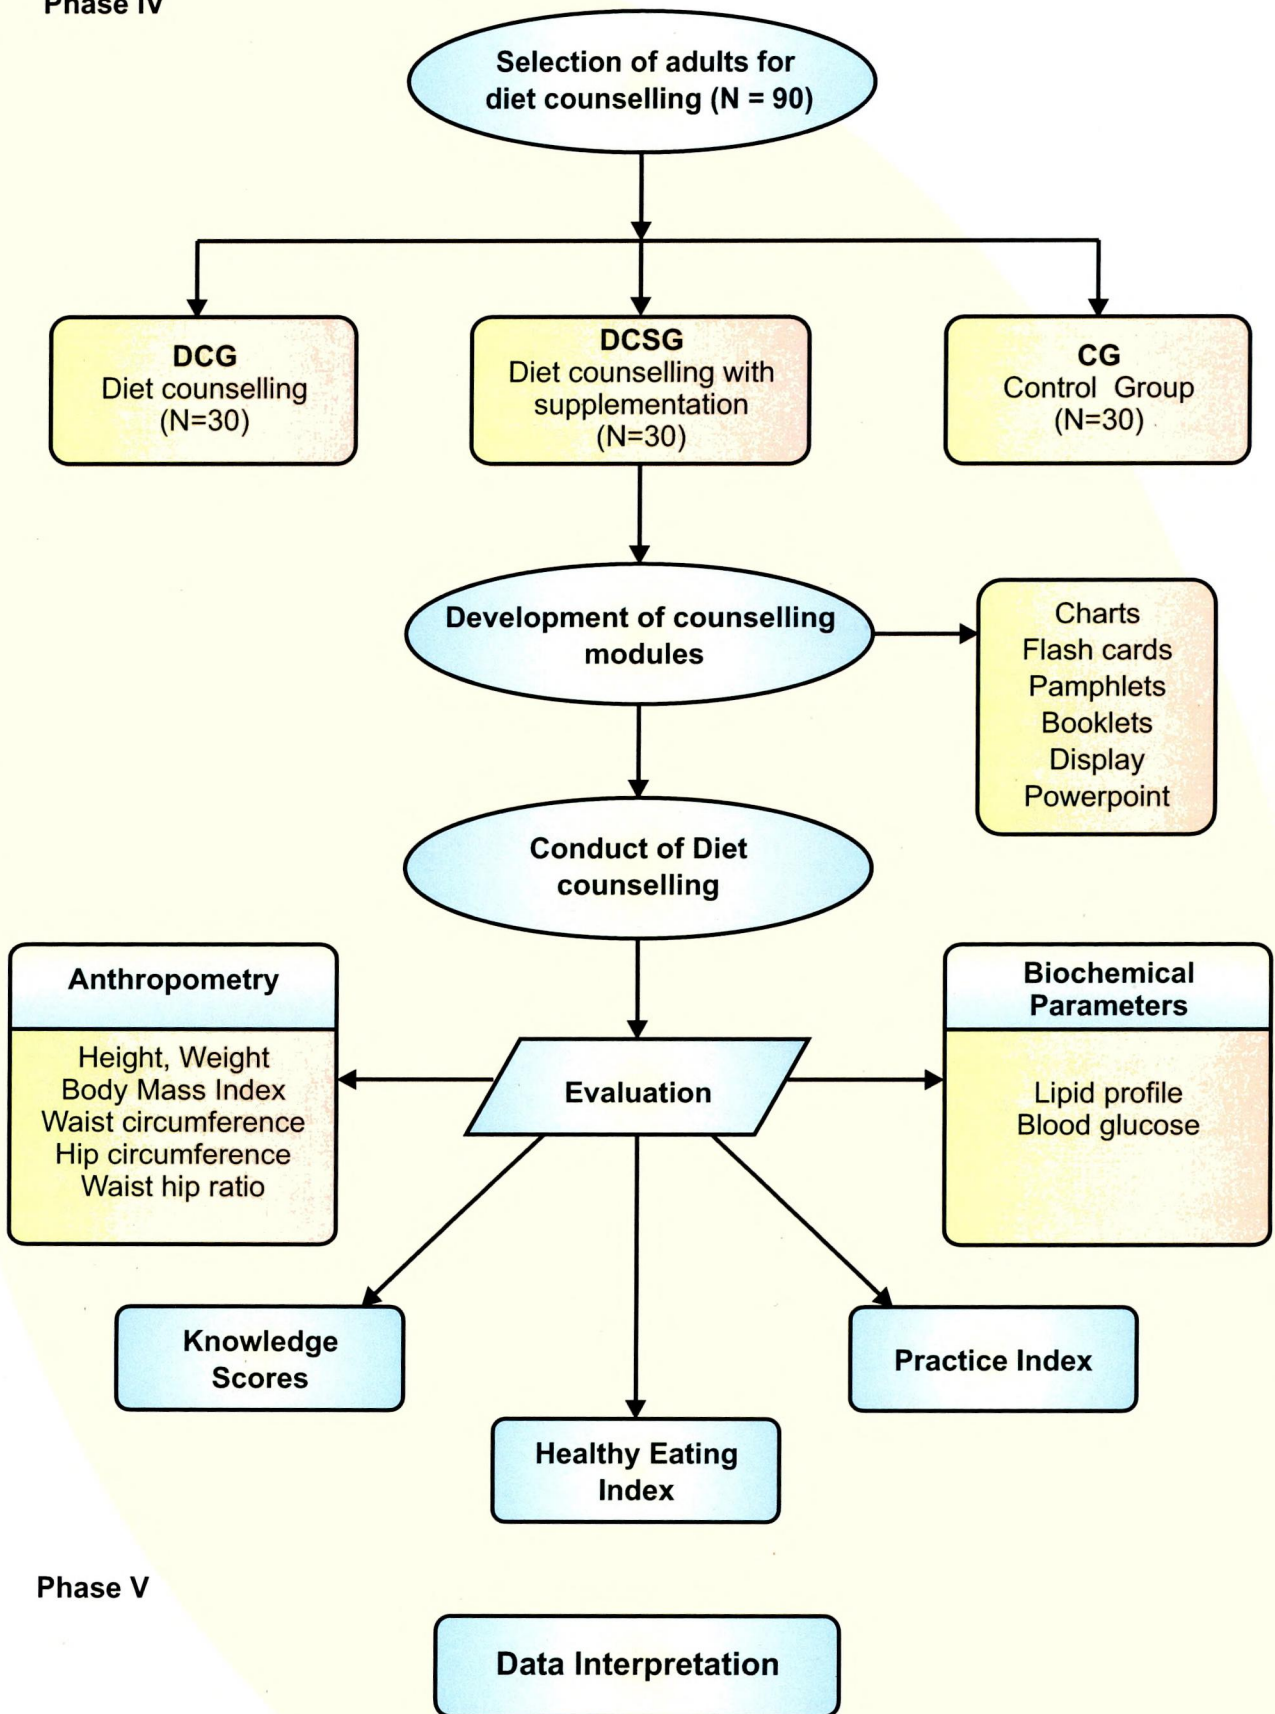 Phase IV
Selection of adults for
diet counselling (N = 90)
DCG
Diet counselling
(N=30)
DCSG
Diet counselling with
supplementation
(N=30)
CG
Control Group
(N=30)
Development of counselling
modules
Charts
Flash cards
Pamphlets
Booklets
Display
Powerpoint
Conduct of Diet
counselling
Anthropometry
Height, Weight
Body Mass Index
Waist circumference
Hip circumference
Waist hip ratio
Evaluation
Biochemical
Parameters
Lipid profile
Blood glucose
Knowledge
Scores
Practice Index
Healthy Eating
Index
Phase V
Data Interpretation